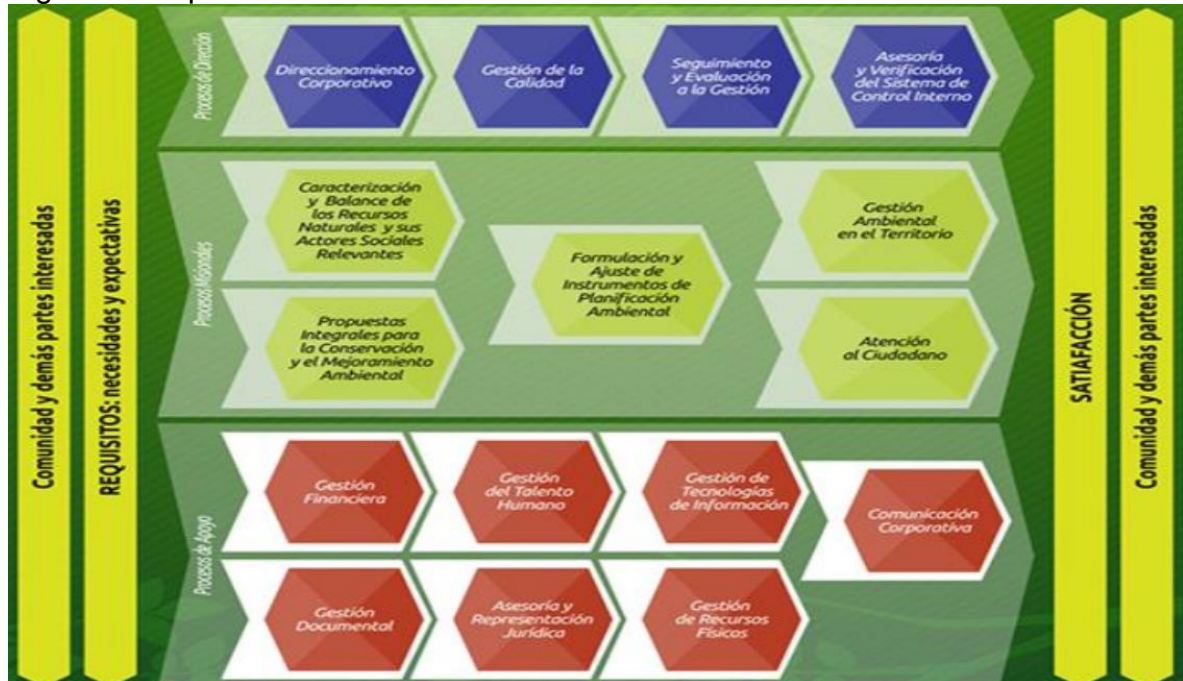 Comunidad y demás partes interesadas
REQUISITOS: necesidades y expectativas
Procesos de Dirección
Direccionamiento
Corporativo
Gestión de la
Calidad
Seguimiento
y Evaluación
a la Gestión
Asesoría
y Verificación
del Sistema de
Control Interno
Procesos Misionales
Caracterización
y Balance de
los Recursos
Naturales y sus
Actores Sociales
Relevantes
Propuestas
Integrales para
la Conservación
y el Mejoramiento
Ambiental
Formulación y
Ajuste de
Instrumentos de
Planificación
Ambiental
Gestión
Ambiental
en el Territorio
Atención
al Ciudadano
Procesos de Apoyo
Gestión
Financiera
Gestión
del Talento
Humano
Gestión de
Tecnologías
de Información
Comunicación
Corporativa
Gestión
Documental
Asesoría y
Representación
Jurídica
Gestión
de Recursos
Físicos
SATIAFACCIÓN
Comunidad y demás partes interesadas